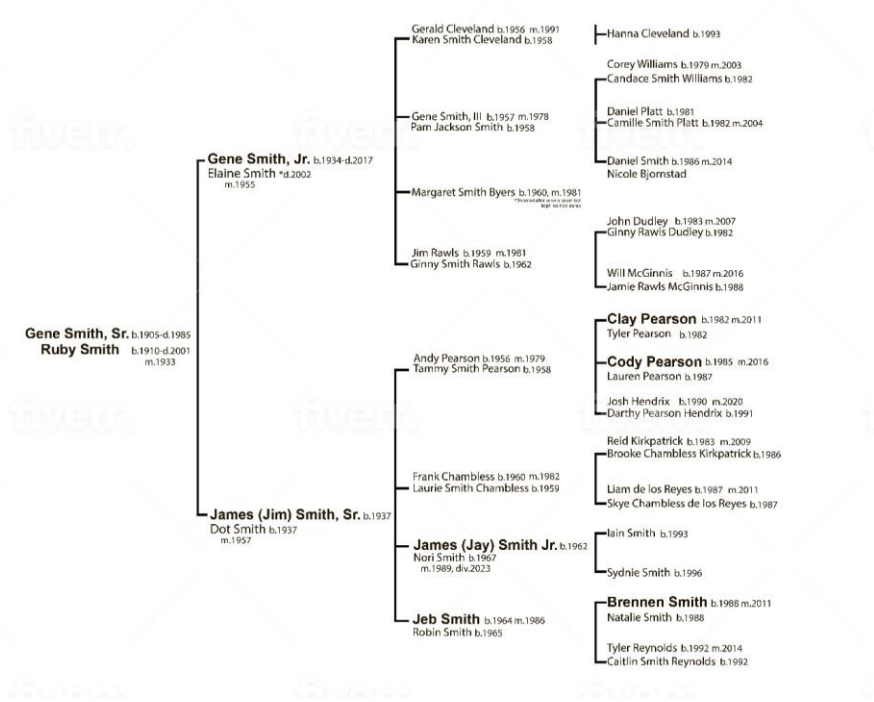 Gerald Cleveland b.1956 m.1991
Karen Smith Cleveland b.1958
Hanna Cleveland b.1993
Corey Williams b.1979 m.2003
Candace Smith Williams b.1982
Gene Smith, III b.1957 m.1978
Pam Jackson Smith b.1958
Daniel Platt b.1981
Camille Smith Platt b.1982 m.2004
Daniel Smith b.1986 m.2014
Nicole Bjornstad
Gene Smith, Jr. b.1934-d.2017
Elaine Smith *d.2002
m.1955
Margaret Smith Byers b.1960, m.1981
Jim Rawls b.1959 m.1981
Ginny Smith Rawls b.1962
John Dudley b.1983 m.2007
Ginny Rawls Dudley b.1982
Will McGinnis b.1987 m.2016
Jamie Rawls McGinnis b.1988
Gene Smith, Sr. b.1905-d.1985
Ruby Smith b.1910-d.2001
m.1933
Andy Pearson b.1956 m.1979
Tammy Smith Pearson b.1958
Clay Pearson b.1982 m.2011
Tyler Pearson b.1982
Cody Pearson b.1985 m.2016
Lauren Pearson b.1987
Josh Hendrix b.1990 m.2020
Darthy Pearson Hendrix b.1991
Frank Chambless b.1960 m.1982
Laurie Smith Chambless b.1959
Reid Kirkpatrick b.1983 m.2009
Brooke Chambless Kirkpatrick b.1986
Liam de los Reyes b.1987 m.2011
Skye Chambless de los Reyes b.1987
James (Jim) Smith, Sr. b.1937
Dot Smith b.1937
m.1957
James (Jay) Smith Jr. b.1962
Nori Smith b.1967
m.1989, div.2023
Iain Smith b.1993
Sydnie Smith b.1996
Jeb Smith b.1964 m.1986
Robin Smith b.1965
Brennen Smith b.1988 m.2011
Natalie Smith b.1988
Tyler Reynolds b.1992 m.2014
Caitlin Smith Reynolds b.1992
fiverr.
fiverr.
fiverr.
fiverr.